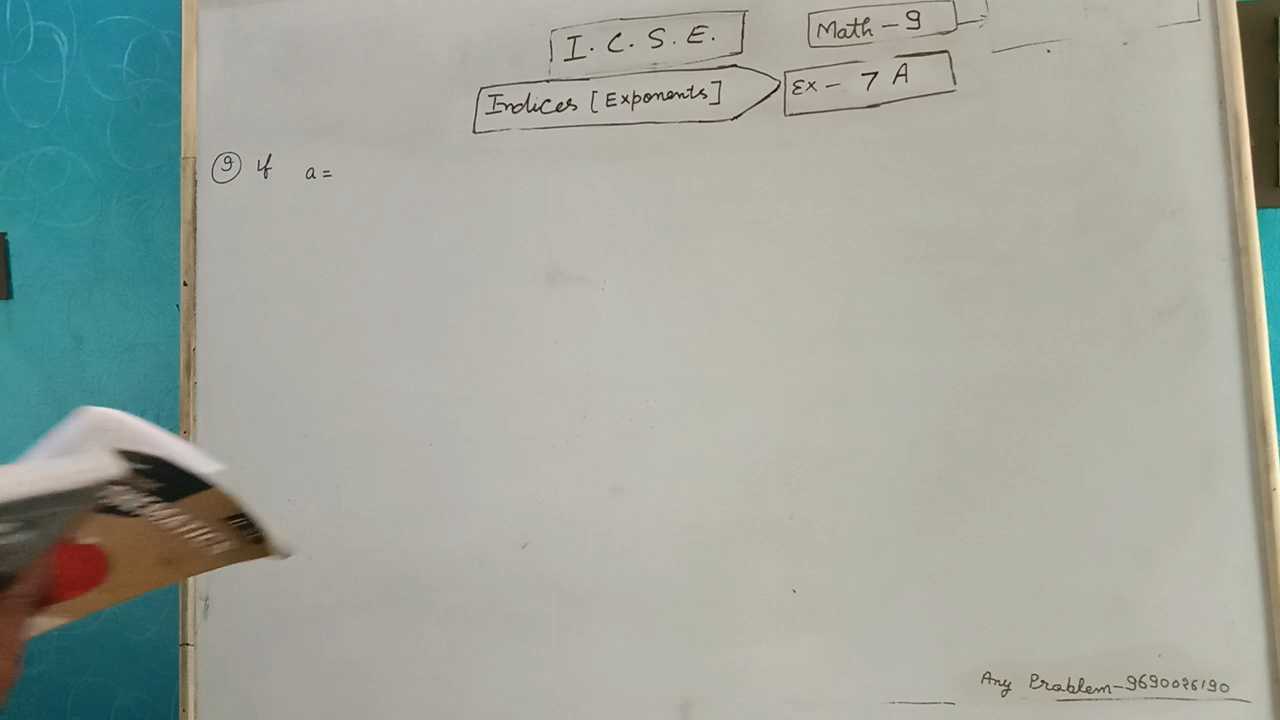 I. C. S. E.
Math - 9
Indices [Exponents]
Ex - 7 A
9 If a =
Any Problem-9690026190